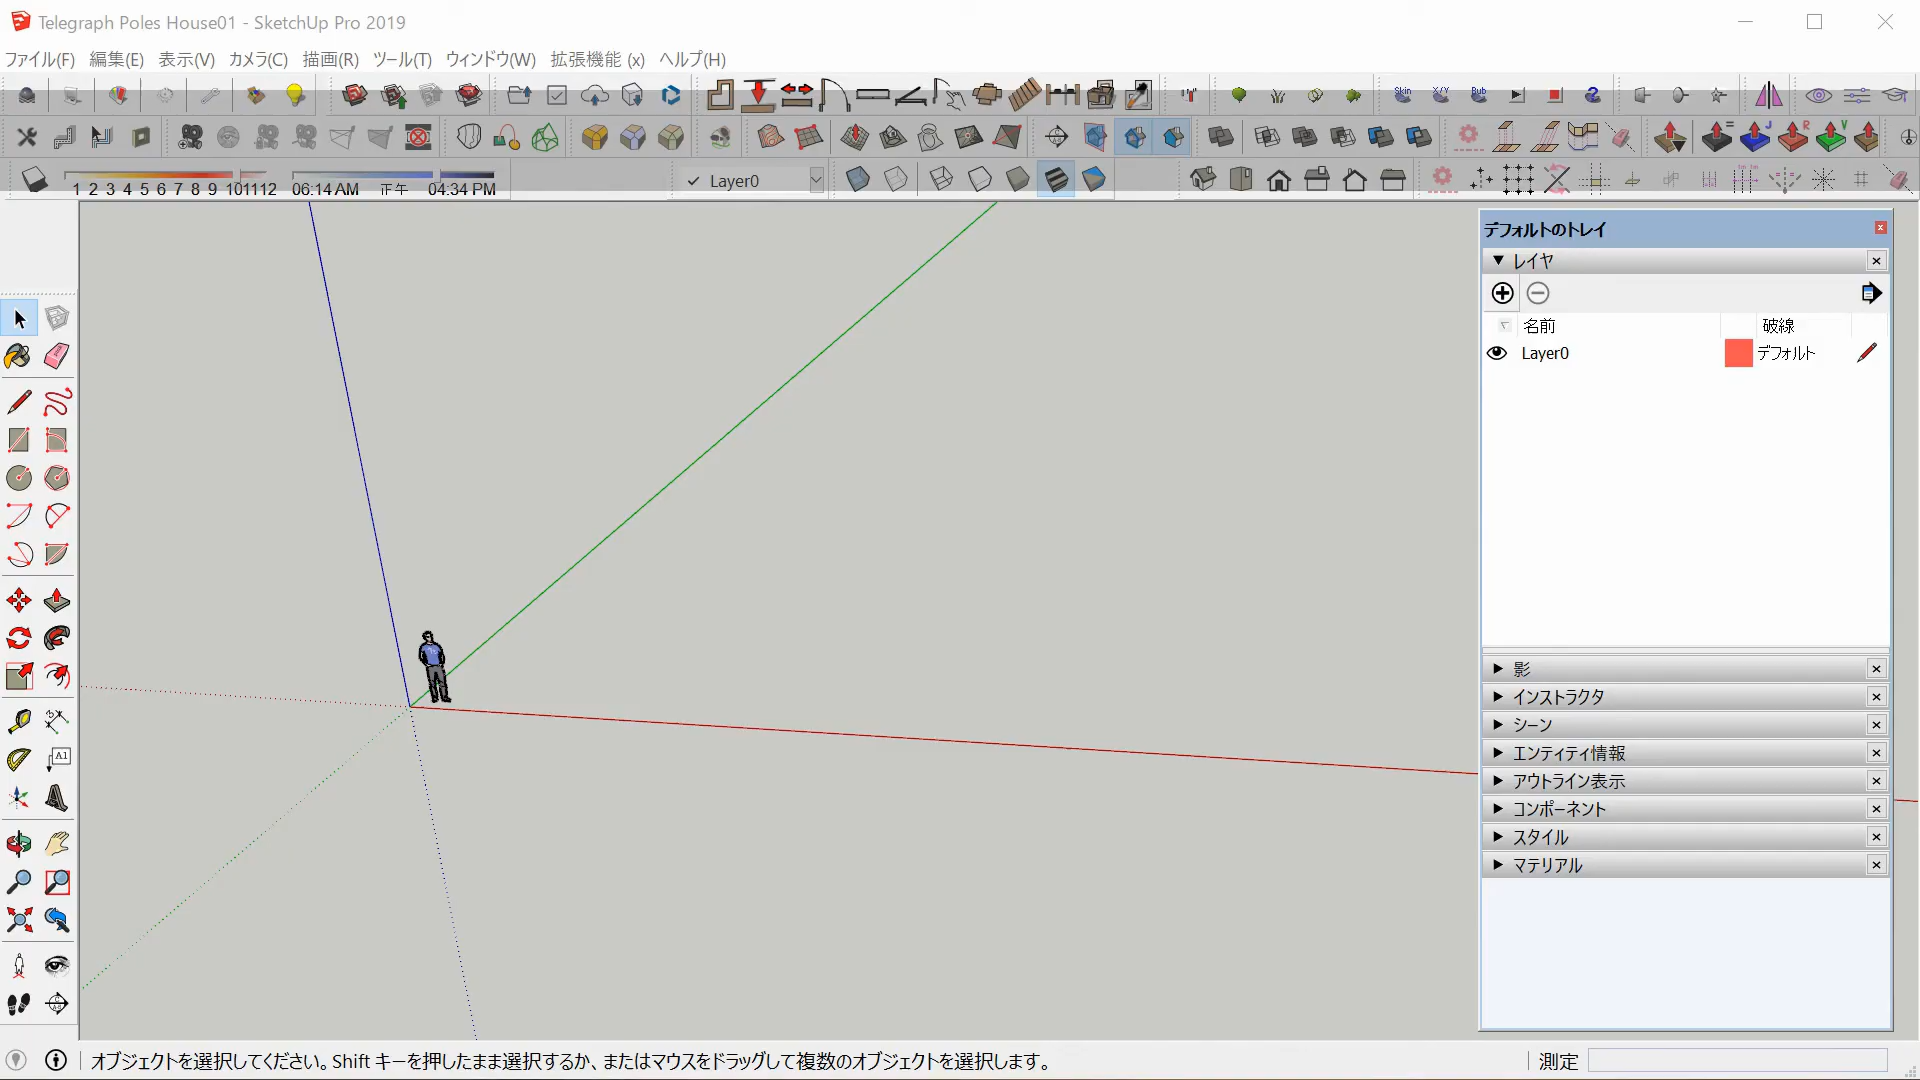 Telegraph Poles House01 - SketchUp Pro 2019
ファイル(F) 編集(E) 表示(V) カメラ(C) 描画(R) ツール(T) ウィンドウ(W) 拡張機能 (x) ヘルプ(H)
Skin X/Y Bub
1 2 3 4 5 6 7 8 9 101112 06:14 AM 正午 04:34 PM
Layer0
デフォルトのトレイ
レイヤ
名前 破線
Layer0 デフォルト
影
インストラクタ
シーン
エンティティ情報
アウトライン表示
コンポーネント
スタイル
マテリアル
オブジェクトを選択してください。Shift キーを押したまま選択するか、またはマウスをドラッグして複数のオブジェクトを選択します。
測定